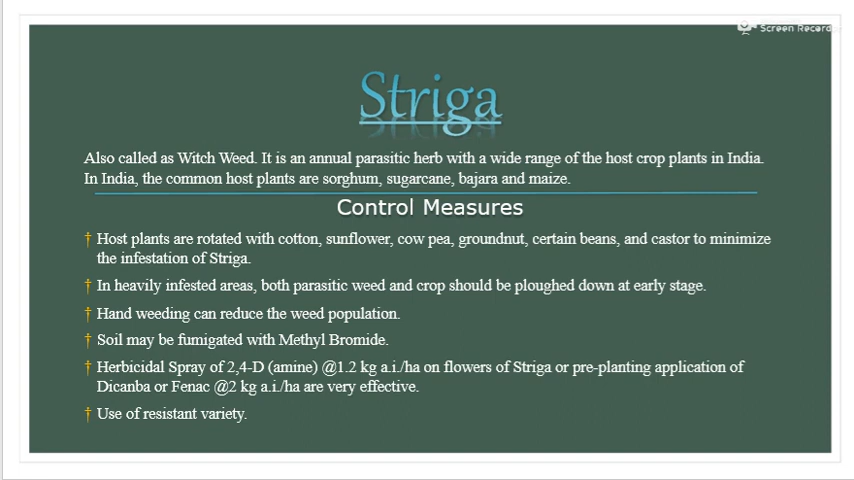 Screen Recorder
Striga
Also called as Witch Weed. It is an annual parasitic herb with a wide range of the host crop plants in India.
In India, the common host plants are sorghum, sugarcane, bajara and maize.
Control Measures
† Host plants are rotated with cotton, sunflower, cow pea, groundnut, certain beans, and castor to minimize
the infestation of Striga.
† In heavily infested areas, both parasitic weed and crop should be ploughed down at early stage.
† Hand weeding can reduce the weed population.
† Soil may be fumigated with Methyl Bromide.
† Herbicidal Spray of 2,4-D (amine) @1.2 kg a.i./ha on flowers of Striga or pre-planting application of
Dicanba or Fenac @2 kg a.i./ha are very effective.
† Use of resistant variety.